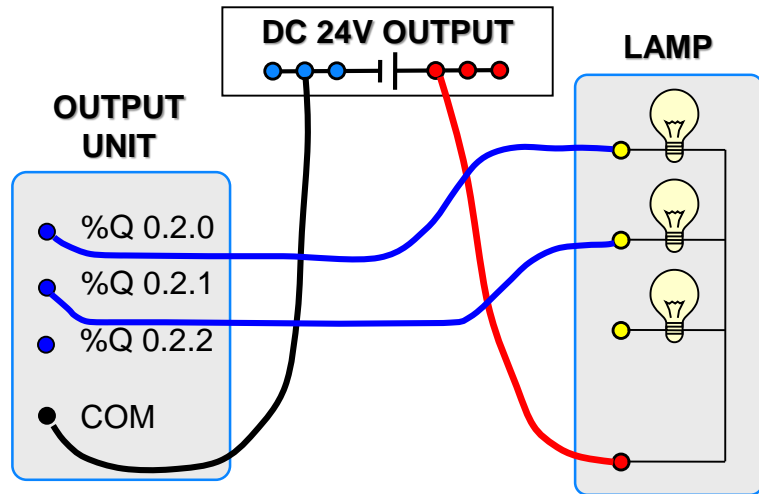 DC 24V OUTPUT
LAMP
OUTPUT
UNIT
%Q 0.2.0
%Q 0.2.1
%Q 0.2.2
COM